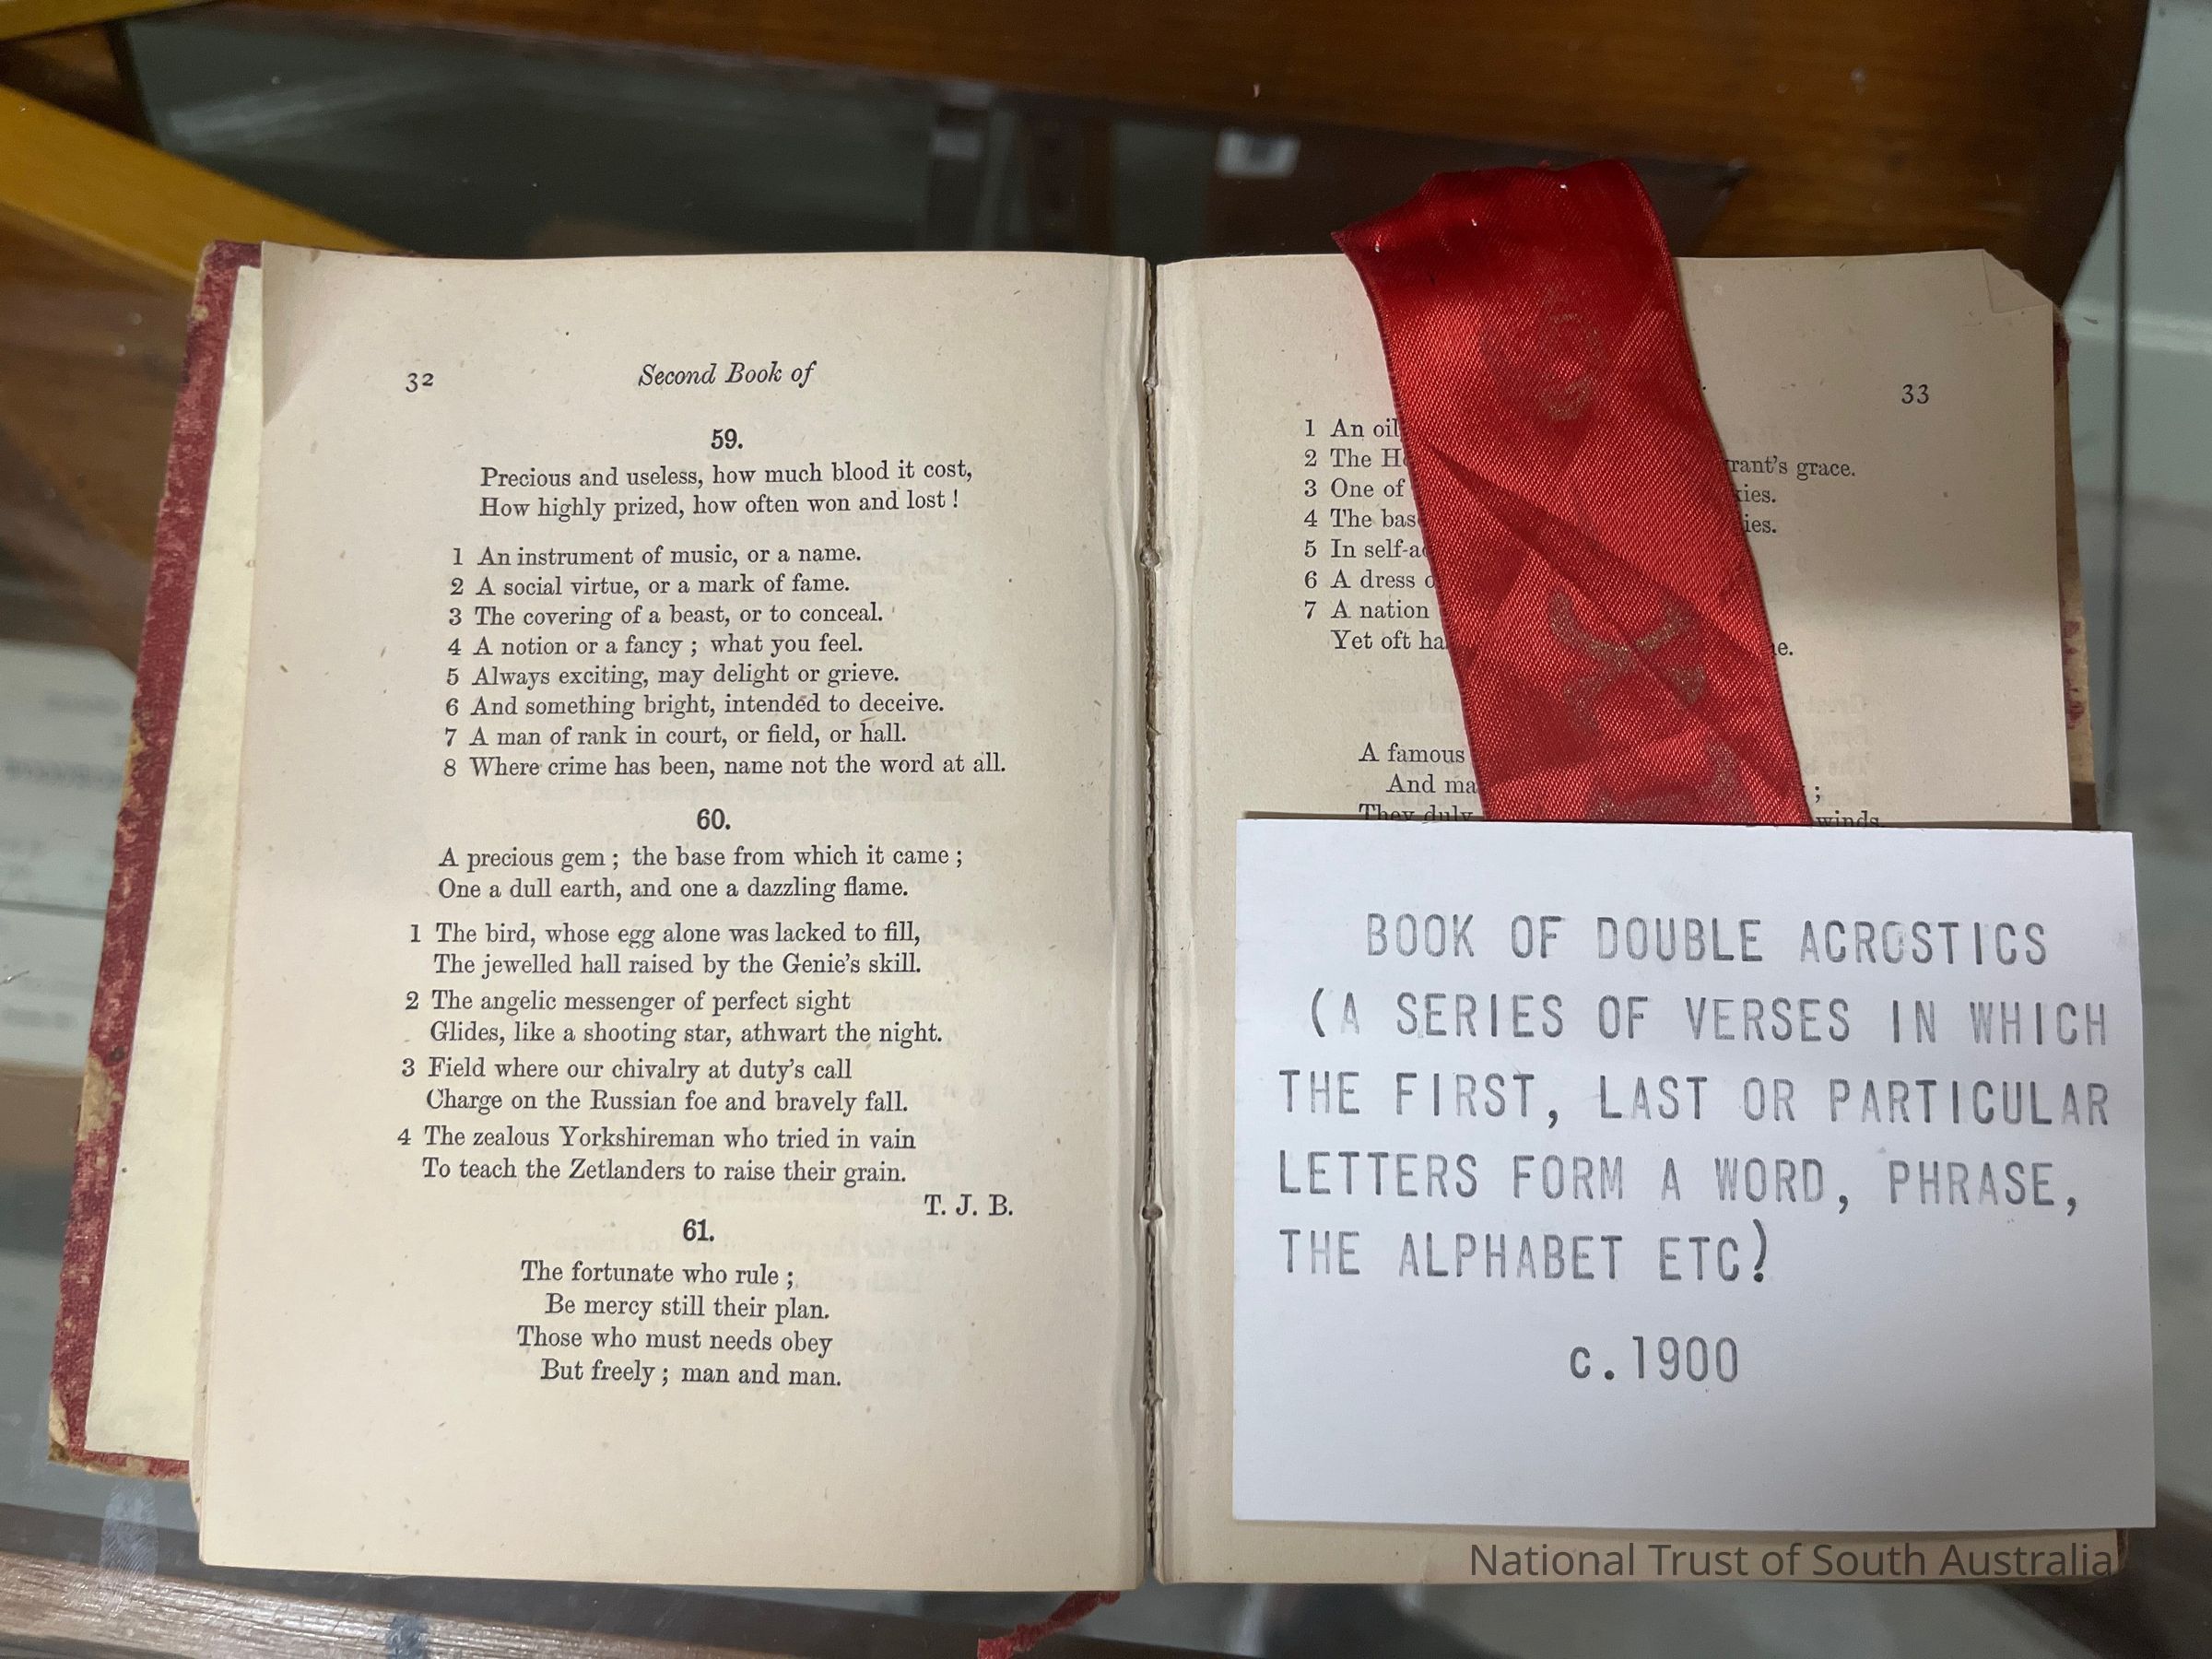 32
Second Book of
59.
Precious and useless, how much blood it cost,
How highly prized, how often won and lost !
1 An instrument of music, or a name.
2 A social virtue, or a mark of fame.
3 The covering of a beast, or to conceal.
4 A notion or a fancy ; what you feel.
5 Always exciting, may delight or grieve.
6 And something bright, intended to deceive.
7 A man of rank in court, or field, or hall.
8 Where crime has been, name not the word at all.
60.
A precious gem ; the base from which it came ;
One a dull earth, and one a dazzling flame.
1 The bird, whose egg alone was lacked to fill,
The jewelled hall raised by the Genie's skill.
2 The angelic messenger of perfect sight
Glides, like a shooting star, athwart the night.
3 Field where our chivalry at duty's call
Charge on the Russian foe and bravely fall.
4 The zealous Yorkshireman who tried in vain
To teach the Zetlanders to raise their grain.
T. J. B.
61.
The fortunate who rule ;
Be mercy still their plan.
Those who must needs obey
But freely ; man and man.
33
1 An oil
2 The grace.
3 One of
4 The
5 In
6 A dress
7 A nation
Yet oft
A famous
And ;
They duly winds
BOOK OF DOUBLE ACROSTICS
(A SERIES OF VERSES IN WHICH
THE FIRST, LAST OR PARTICULAR
LETTERS FORM A WORD, PHRASE,
THE ALPHABET ETC)
c.1900
National Trust of South Australia